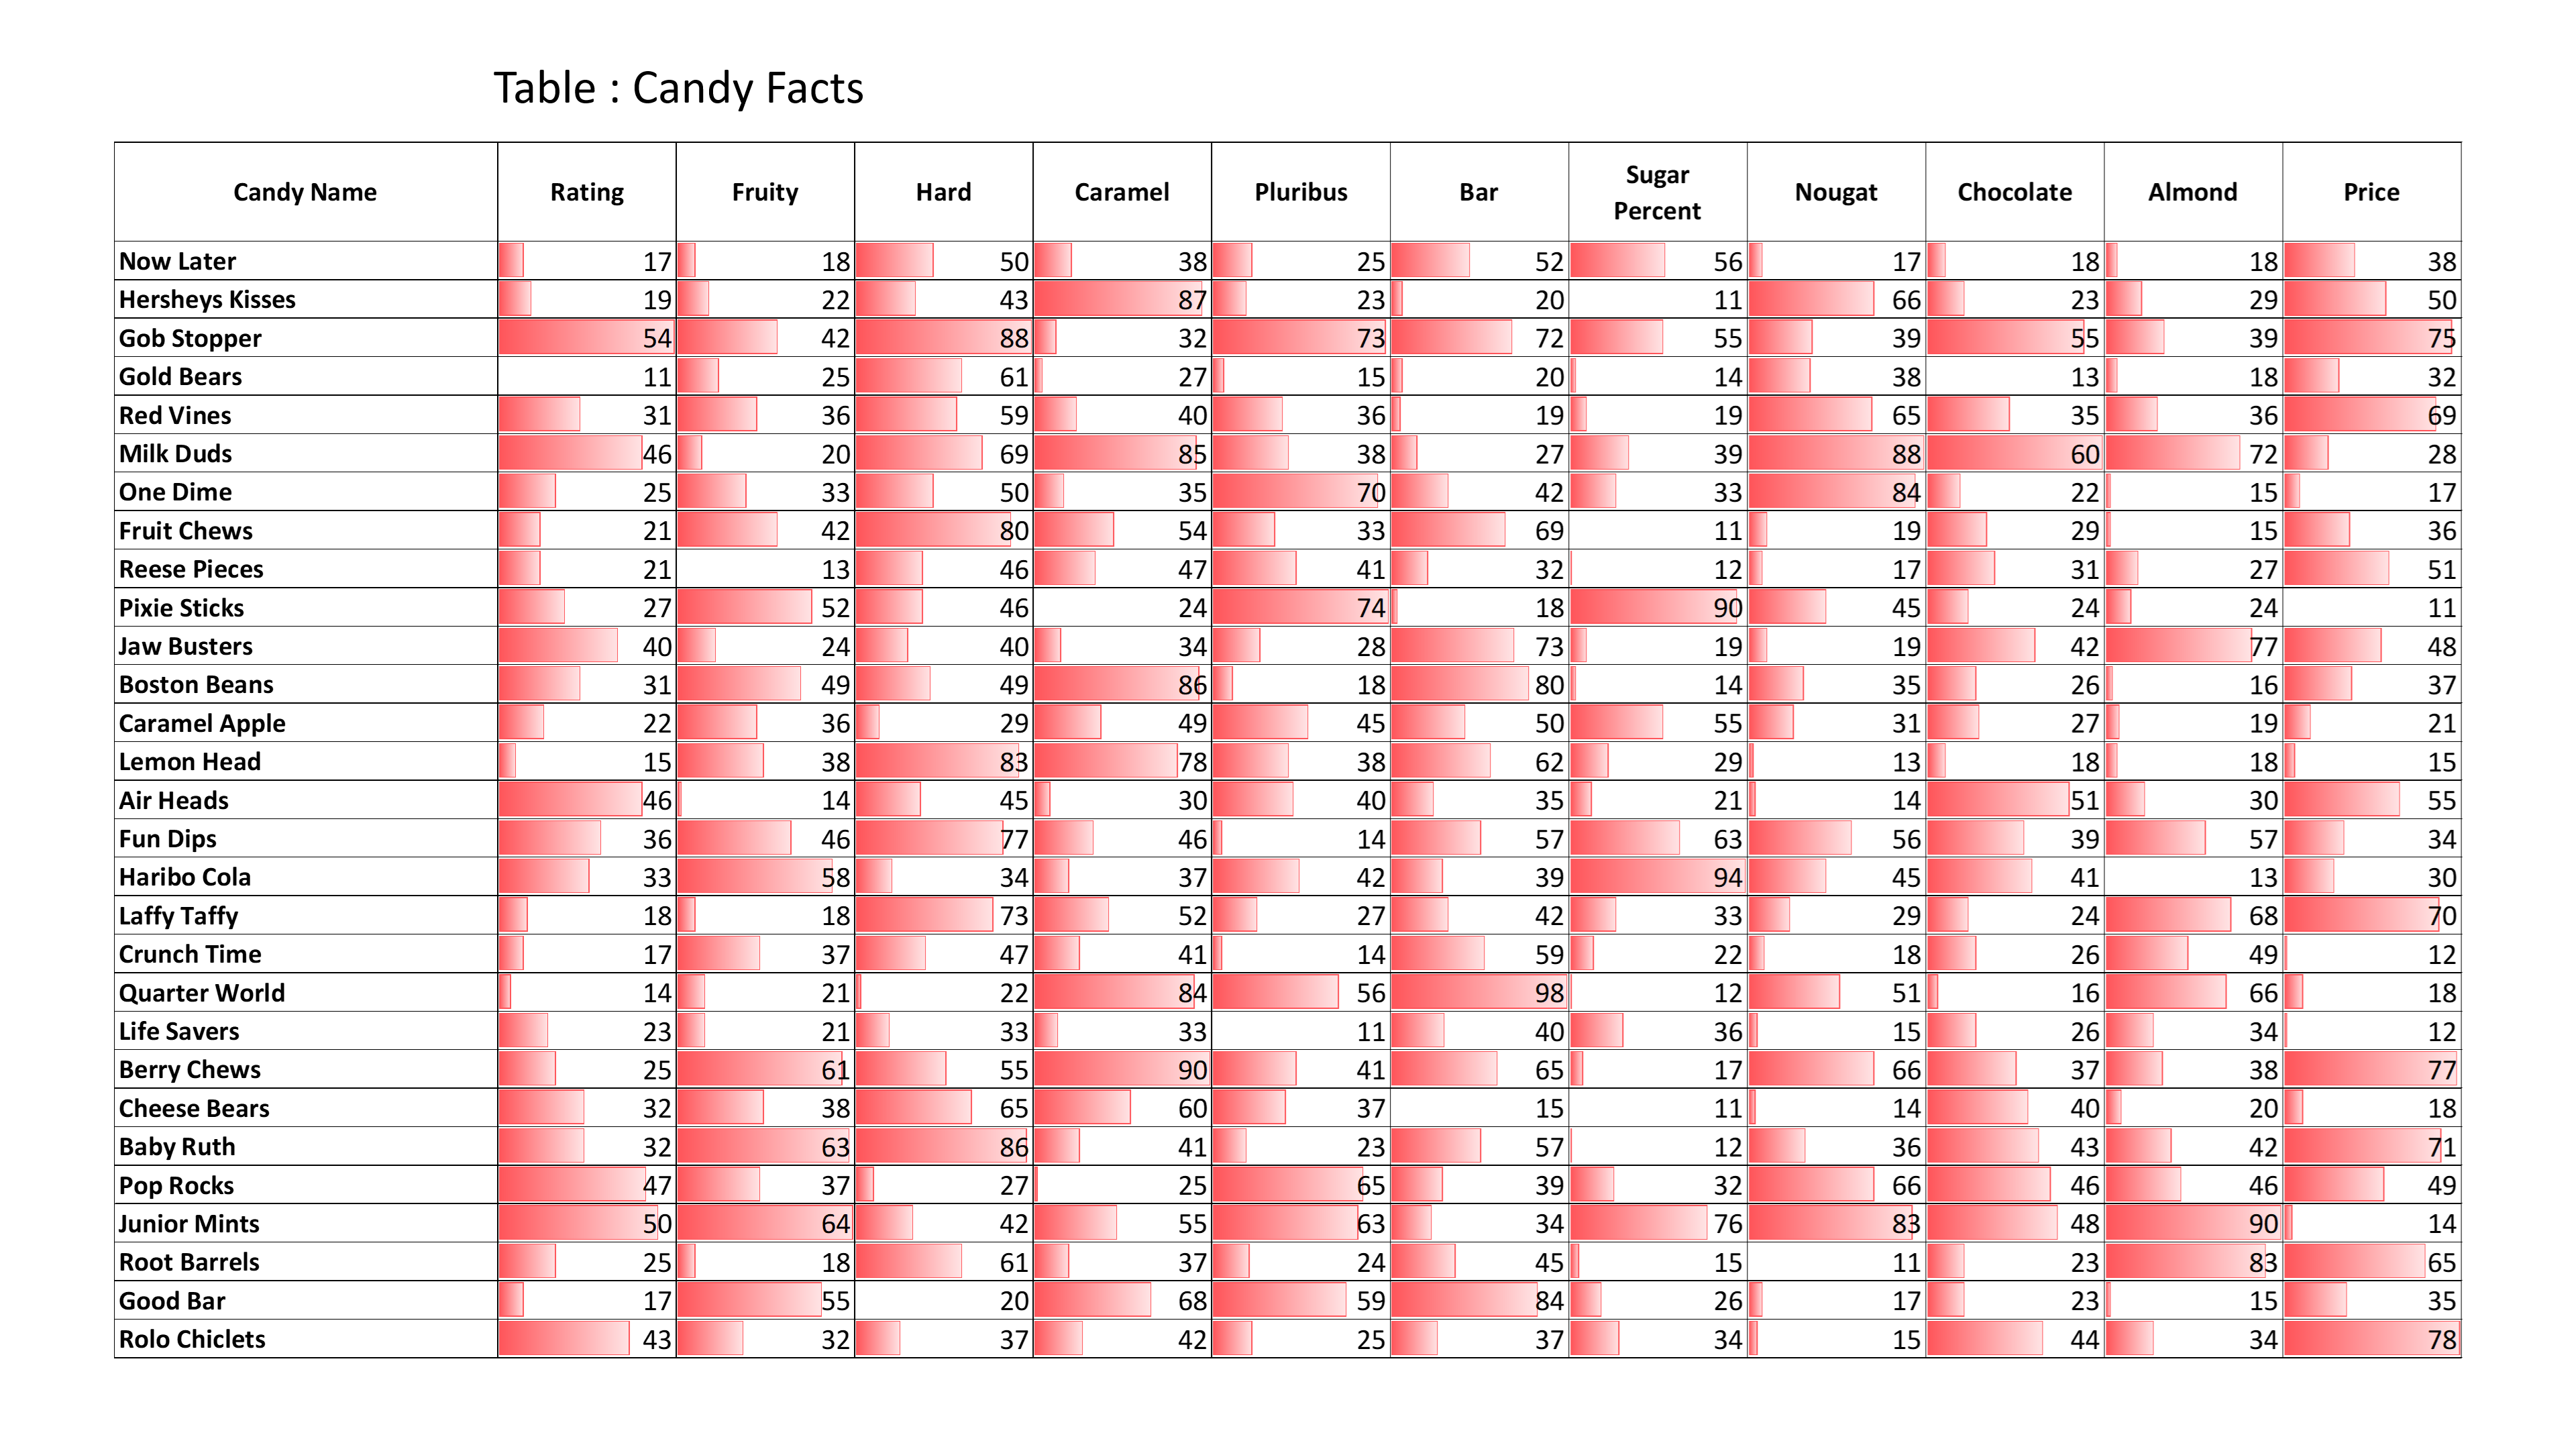 Table : Candy Facts
Candy Name Rating Fruity Hard Caramel Pluribus Bar Sugar Percent Nougat Chocolate Almond Price
Now Later 17 18 50 38 25 52 56 17 18 18 38
Hersheys Kisses 19 22 43 87 23 20 11 66 23 29 50
Gob Stopper 54 42 88 32 73 72 55 39 55 39 75
Gold Bears 11 25 61 27 15 20 14 38 13 18 32
Red Vines 31 36 59 40 36 19 19 65 35 36 69
Milk Duds 46 20 69 85 38 27 39 88 60 72 28
One Dime 25 33 50 35 70 42 33 84 22 15 17
Fruit Chews 21 42 80 54 33 69 11 19 29 15 36
Reese Pieces 21 13 46 47 41 32 12 17 31 27 51
Pixie Sticks 27 52 46 24 74 18 90 45 24 24 11
Jaw Busters 40 24 40 34 28 73 19 19 42 77 48
Boston Beans 31 49 49 86 18 80 14 35 26 16 37
Caramel Apple 22 36 29 49 45 50 55 31 27 19 21
Lemon Head 15 38 83 78 38 62 29 13 18 18 15
Air Heads 46 14 45 30 40 35 21 14 51 30 55
Fun Dips 36 46 77 46 14 57 63 56 39 57 34
Haribo Cola 33 58 34 37 42 39 94 45 41 13 30
Laffy Taffy 18 18 73 52 27 42 33 29 24 68 70
Crunch Time 17 37 47 41 14 59 22 18 26 49 12
Quarter World 14 21 22 84 56 98 12 51 16 66 18
Life Savers 23 21 33 33 11 40 36 15 26 34 12
Berry Chews 25 61 55 90 41 65 17 66 37 38 77
Cheese Bears 32 38 65 60 37 15 11 14 40 20 18
Baby Ruth 32 63 86 41 23 57 12 36 43 42 71
Pop Rocks 47 37 27 25 65 39 32 66 46 46 49
Junior Mints 50 64 42 55 63 34 76 83 48 90 14
Root Barrels 25 18 61 37 24 45 15 11 23 83 65
Good Bar 17 55 20 68 59 84 26 17 23 15 35
Rolo Chiclets 43 32 37 42 25 37 34 15 44 34 78